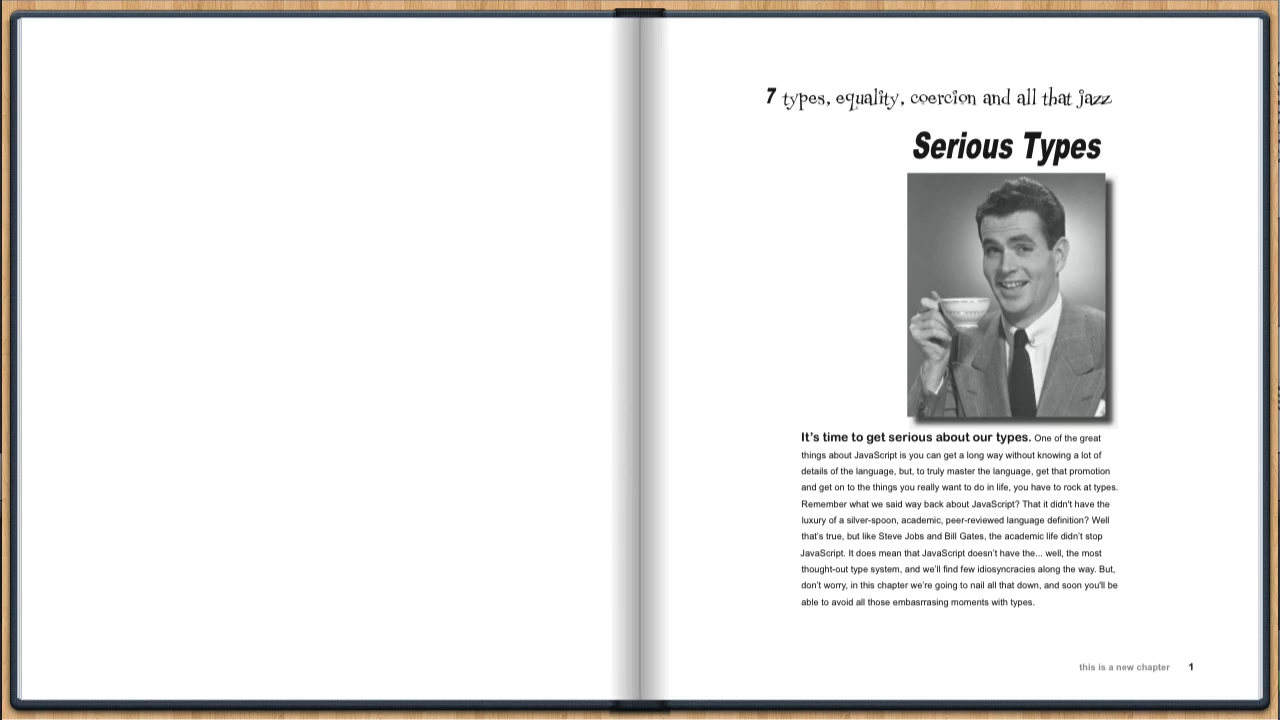 7 types, equality, coercion and all that jazz
Serious Types
It's time to get serious about our types. One of the great
things about JavaScript is you can get a long way without knowing a lot of
details of the language, but, to truly master the language, get that promotion
and get on to the things you really want to do in life, you have to rock at types.
Remember what we said way back about JavaScript? That it didn't have the
luxury of a silver-spoon, academic, peer-reviewed language definition? Well
that's true, but like Steve Jobs and Bill Gates, the academic life didn't stop
JavaScript. It does mean that JavaScript doesn't have the... well, the most
thought-out type system, and we'll find few idiosyncracies along the way. But,
don't worry, in this chapter we're going to nail all that down, and soon you'll be
able to avoid all those embasrrasing moments with types.
this is a new chapter 1